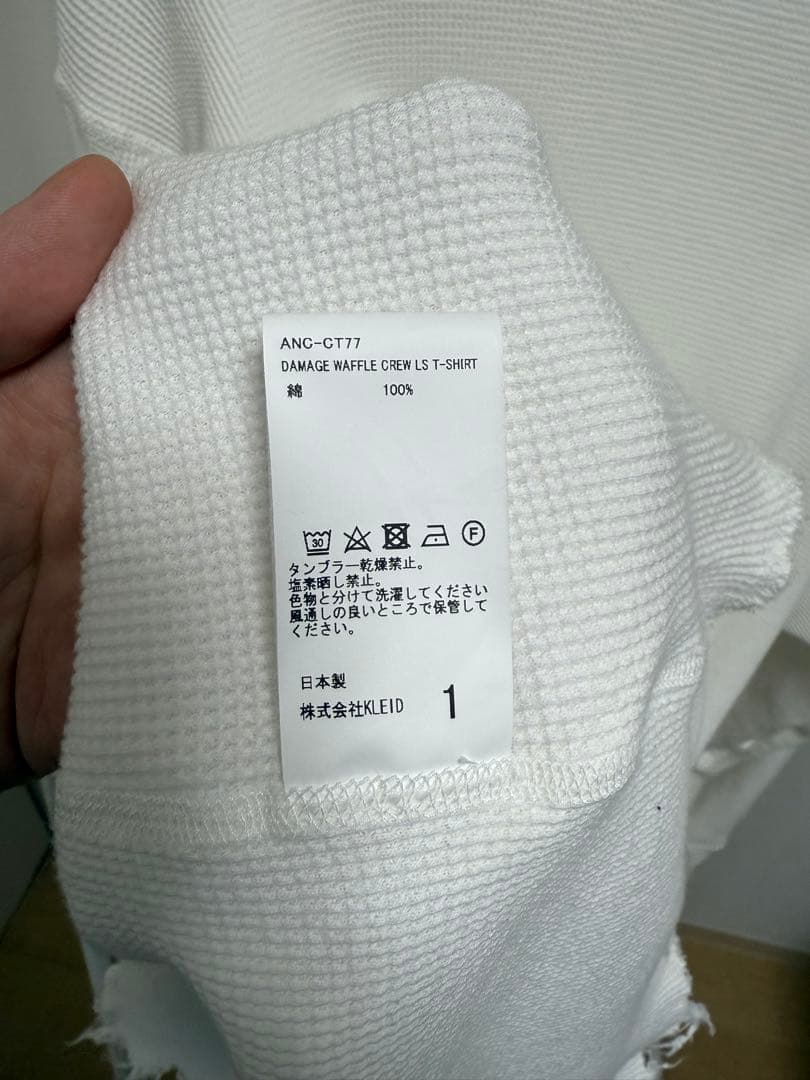 ANC-CT77
DAMAGE WAFFLE CREW LS T-SHIRT
綿 100%
30 F
タンブラー乾燥禁止。
塩素晒し禁止。
色物と分けて洗濯してください
風通しの良いところで保管して
ください。
日本製
株式会社KLEID 1